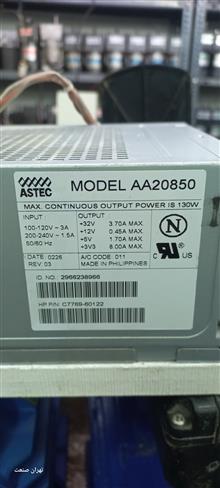 ASTEC
MODEL AA20850
MAX. CONTINUOUS OUTPUT POWER IS 130W
INPUT
100-120V ~ 3A
200-240V ~ 1.5A
50/60 Hz
OUTPUT
+32V 3.70A MAX
+12V 0.45A MAX
+5V 1.70A MAX
+3V3 8.00A MAX
N
c UL US
DATE: 0226
REV: 03
A/C CODE: 011
MADE IN PHILIPPINES
ID. NO. 2966238966
HP P/N: C7769-60122
تهران صنعت